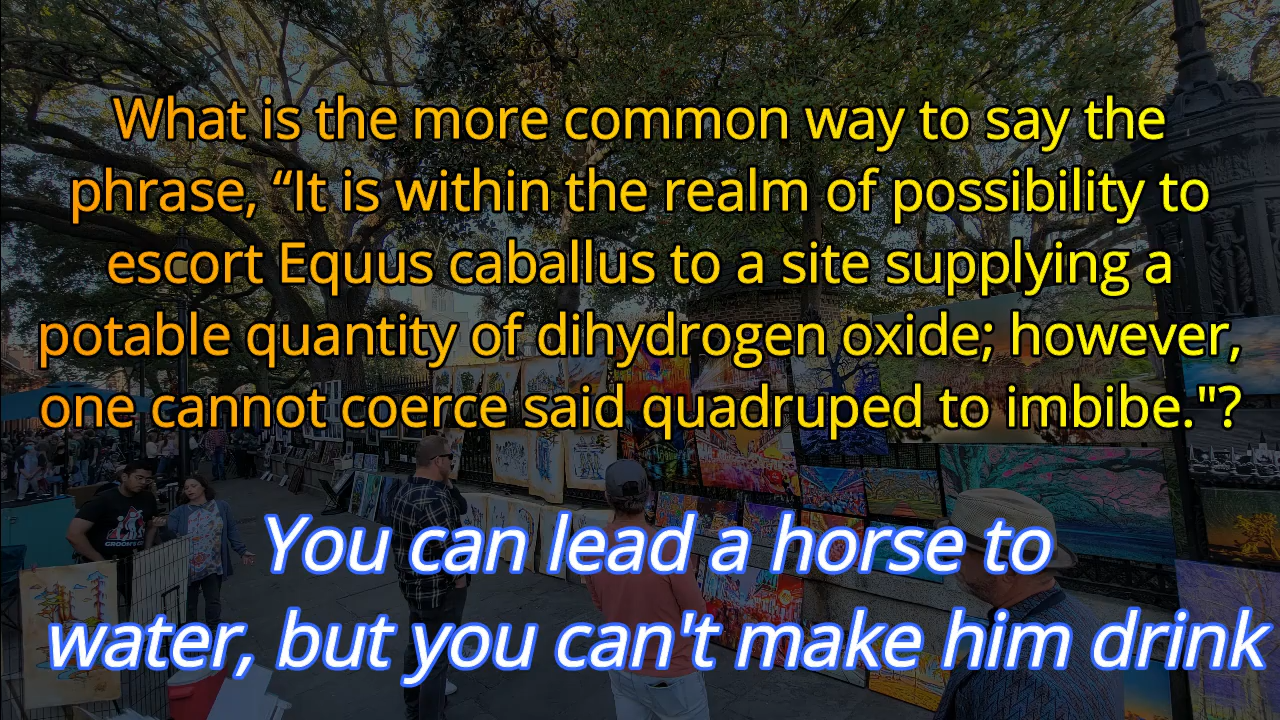 What is the more common way to say the
phrase, “It is within the realm of possibility to
escort Equus caballus to a site supplying a
potable quantity of dihydrogen oxide; however,
one cannot coerce said quadruped to imbibe."?
You can lead a horse to
water, but you can't make him drink